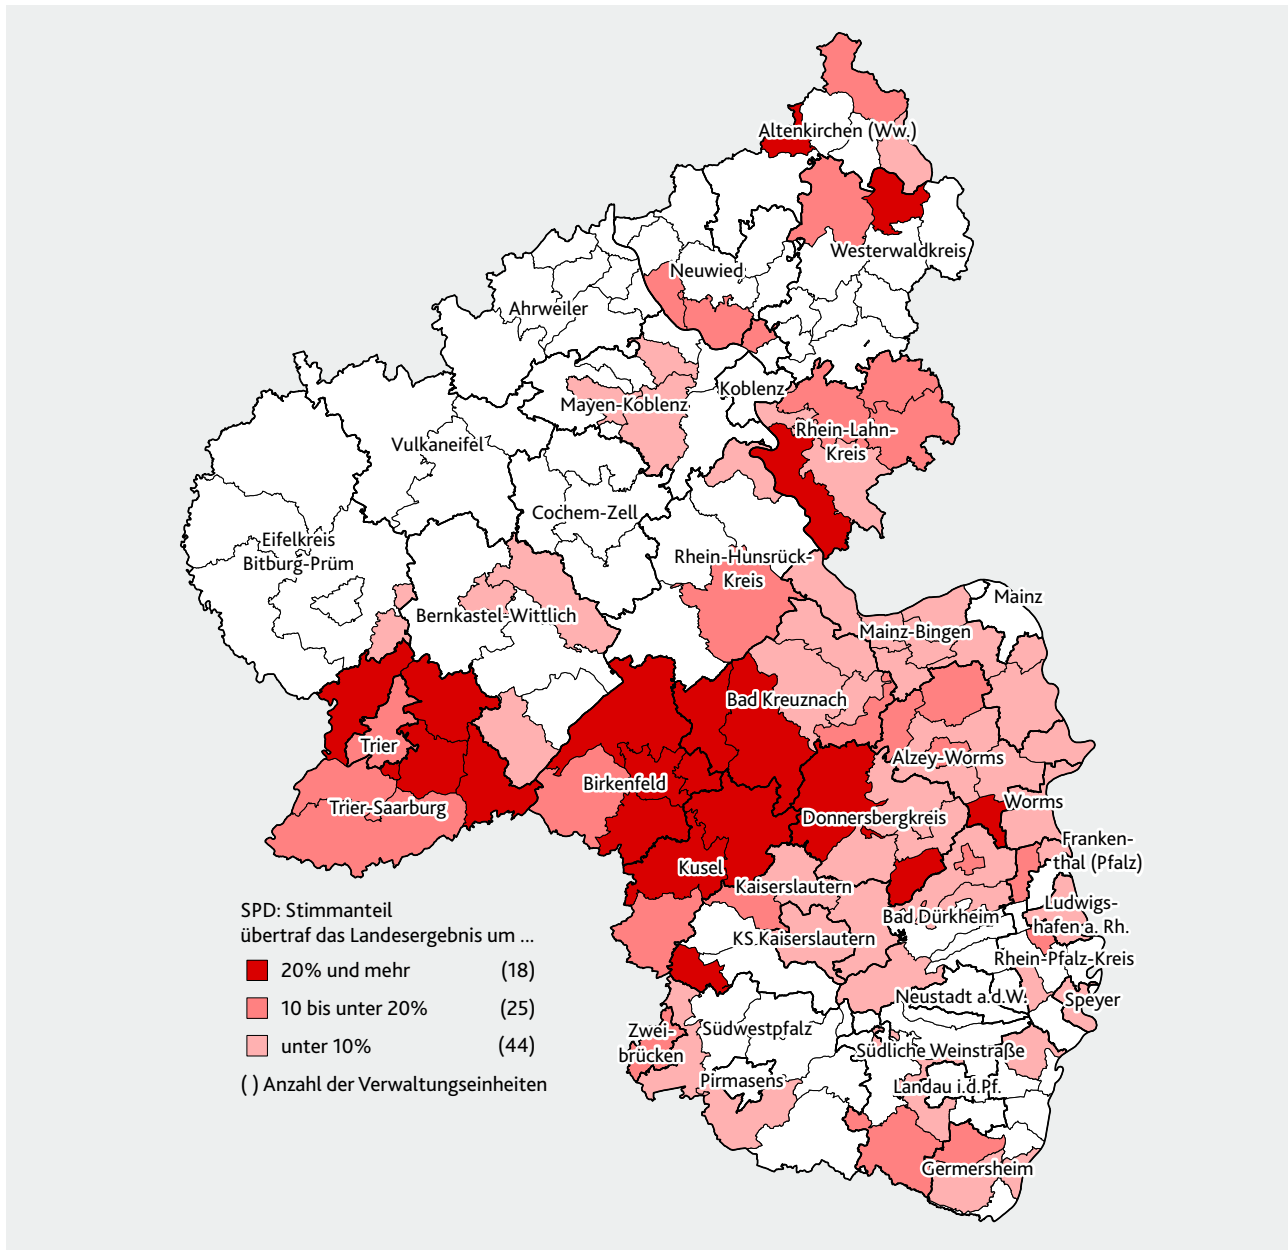 Altenkirchen (Ww.)
Westerwaldkreis
Neuwied
Ahrweiler
Koblenz
Mayen-Koblenz
Rhein-Lahn-
Kreis
Vulkaneifel
Cochem-Zell
Eifelkreis
Bitburg-Prüm
Rhein-Hunsrück-
Kreis
Mainz
Bernkastel-Wittlich
Mainz-Bingen
Bad Kreuznach
Trier
Alzey-Worms
Birkenfeld
Trier-Saarburg
Worms
Donnersbergkreis
Franken-
thal (Pfalz)
Kusel
Kaiserslautern
Ludwigs-
hafen a. Rh.
Bad Dürkheim
KS.Kaiserslautern
Rhein-Pfalz-Kreis
Neustadt a.d.W.
Speyer
Zwei-
brücken
Südwestpfalz
Südliche Weinstraße
Pirmasens
Landau i.d.Pf.
Germersheim
SPD: Stimmanteil
übertraf das Landesergebnis um ...
20% und mehr (18)
10 bis unter 20% (25)
unter 10% (44)
( ) Anzahl der Verwaltungseinheiten